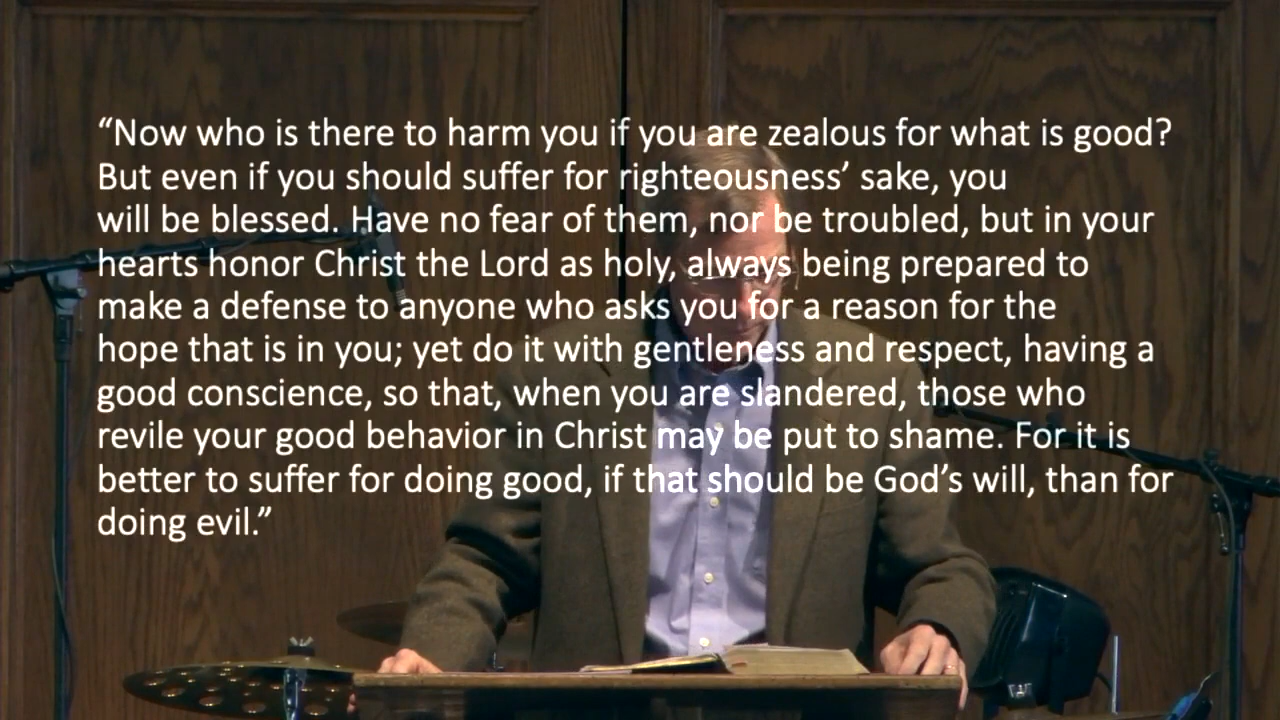 “Now who is there to harm you if you are zealous for what is good?
But even if you should suffer for righteousness’ sake, you
will be blessed. Have no fear of them, nor be troubled, but in your
hearts honor Christ the Lord as holy, always being prepared to
make a defense to anyone who asks you for a reason for the
hope that is in you; yet do it with gentleness and respect, having a
good conscience, so that, when you are slandered, those who
revile your good behavior in Christ may be put to shame. For it is
better to suffer for doing good, if that should be God’s will, than for
doing evil.”